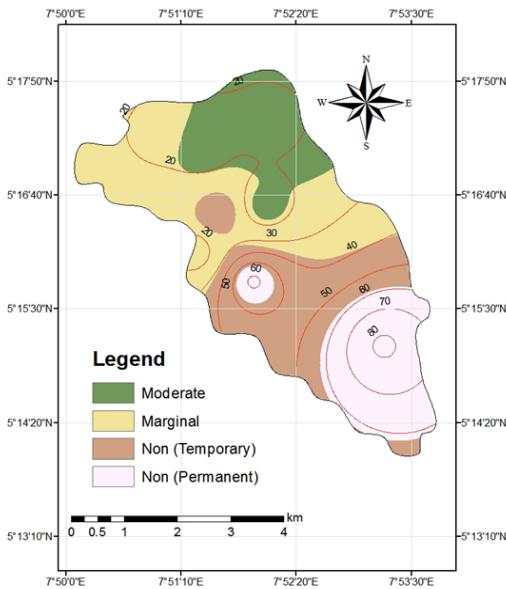 7°50'0"E 7°51'10"E 7°52'20"E 7°53'30"E
5°17'50"N 5°17'50"N
N
W E
S
20
20
20
5°16'40"N 5°16'40"N
30
20
40
60
50
50
60
70
80
5°15'30"N 5°15'30"N
Legend
Moderate
Marginal
Non (Temporary)
Non (Permanent)
5°14'20"N 5°14'20"N
km
0 0.5 1 2 3 4
5°13'10"N 5°13'10"N
7°50'0"E 7°51'10"E 7°52'20"E 7°53'30"E